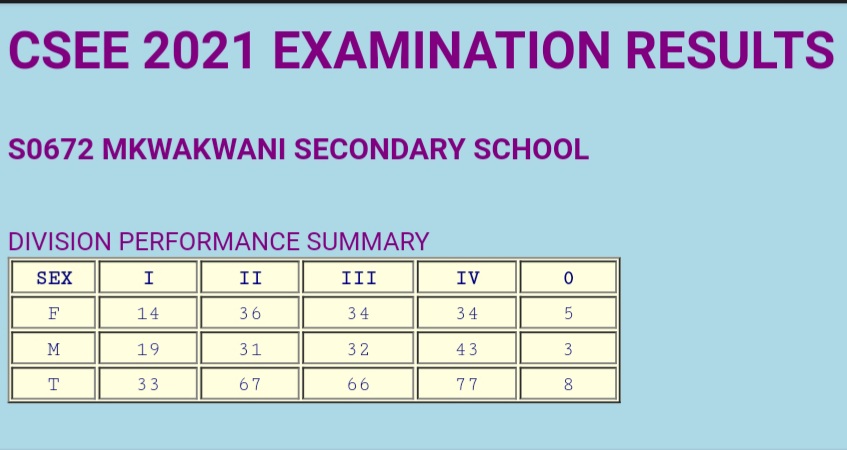 CSEE 2021 EXAMINATION RESULTS
S0672 MKWAKWANI SECONDARY SCHOOL
DIVISION PERFORMANCE SUMMARY
SEX I II III IV 0
F 14 36 34 34 5
M 19 31 32 43 3
T 33 67 66 77 8